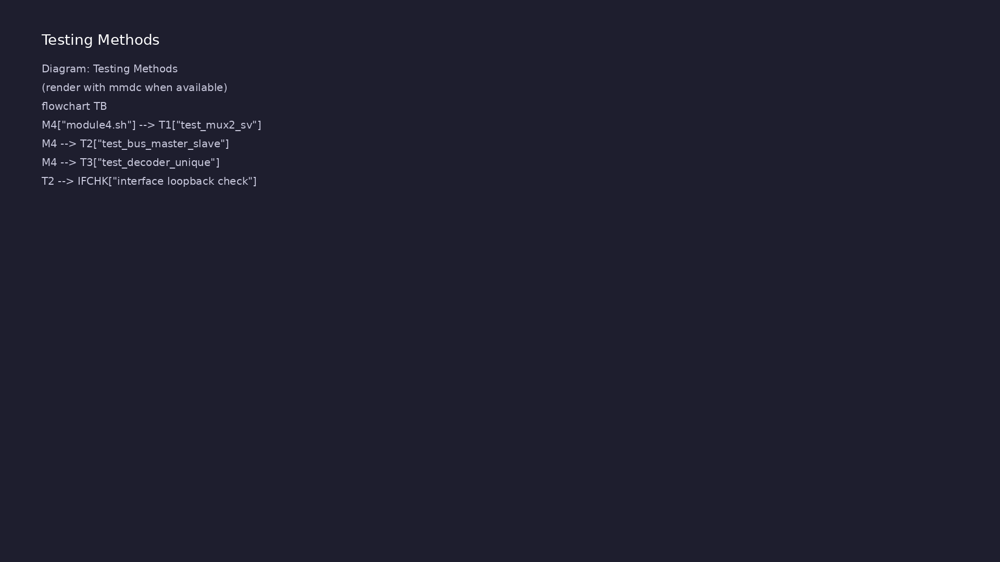 Testing Methods
Diagram: Testing Methods
(render with mmdc when available)
flowchart TB
M4["module4.sh"] --> T1["test_mux2_sv"]
M4 --> T2["test_bus_master_slave"]
M4 --> T3["test_decoder_unique"]
T2 --> IFCHK["interface loopback check"]